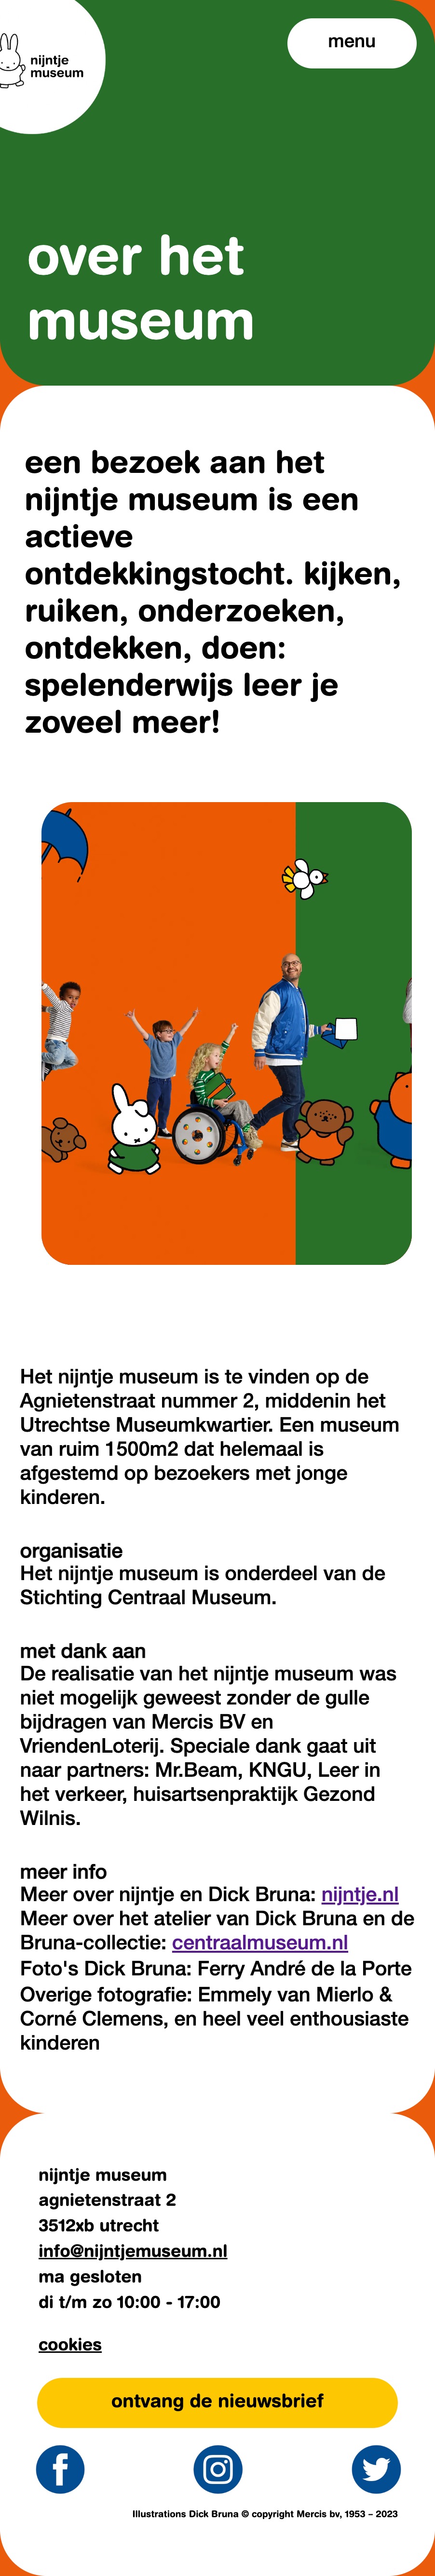 nijntje
museum
menu
over het
museum
een bezoek aan het
nijntje museum is een
actieve
ontdekkingstocht. kijken,
ruiken, onderzoeken,
ontdekken, doen:
spelenderwijs leer je
zoveel meer!
Het nijntje museum is te vinden op de
Agnietenstraat nummer 2, middenin het
Utrechtse Museumkwartier. Een museum
van ruim 1500m2 dat helemaal is
afgestemd op bezoekers met jonge
kinderen.
organisatie
Het nijntje museum is onderdeel van de
Stichting Centraal Museum.
met dank aan
De realisatie van het nijntje museum was
niet mogelijk geweest zonder de gulle
bijdragen van Mercis BV en
VriendenLoterij. Speciale dank gaat uit
naar partners: Mr.Beam, KNGU, Leer in
het verkeer, huisartsenpraktijk Gezond
Wilnis.
meer info
Meer over nijntje en Dick Bruna: nijntje.nl
Meer over het atelier van Dick Bruna en de
Bruna-collectie: centraalmuseum.nl
Foto's Dick Bruna: Ferry André de la Porte
Overige fotografie: Emmely van Mierlo &
Corné Clemens, en heel veel enthousiaste
kinderen
nijntje museum
agnietenstraat 2
3512xb utrecht
info@nijntjemuseum.nl
ma gesloten
di t/m zo 10:00 - 17:00
cookies
ontvang de nieuwsbrief
Illustrations Dick Bruna © copyright Mercis bv, 1953 – 2023